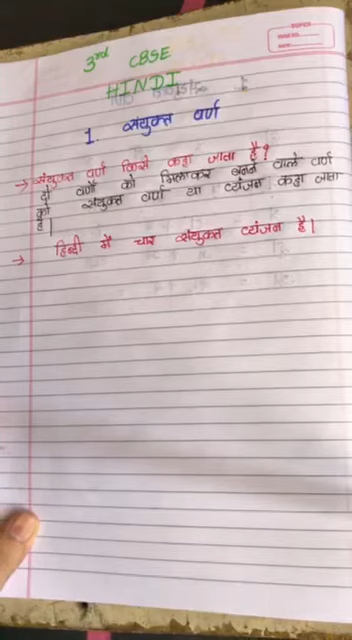 3rd CBSE
HINDI
1. संयुक्त वर्ण
→ संयुक्त वर्ण किसे कहा जाता है?
दो वर्णों को मिलाकर बनने वाले वर्ण
को संयुक्त वर्ण या व्यंजन कहा जाता
है।
→ हिन्दी में चार संयुक्त व्यंजन है।